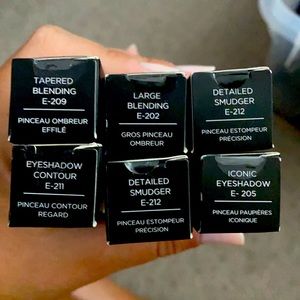 TAPERED
BLENDING
E-209
PINCEAU OMBREUR
EFFILÉ
LARGE
BLENDING
E-202
GROS PINCEAU
OMBREUR
DETAILED
SMUDGER
E-212
PINCEAU ESTOMPEUR
PRÉCISION
EYESHADOW
CONTOUR
E-211
PINCEAU CONTOUR
REGARD
DETAILED
SMUDGER
E-212
PINCEAU ESTOMPEUR
PRÉCISION
ICONIC
EYESHADOW
E- 205
PINCEAU PAUPIÈRES
ICONIQUE